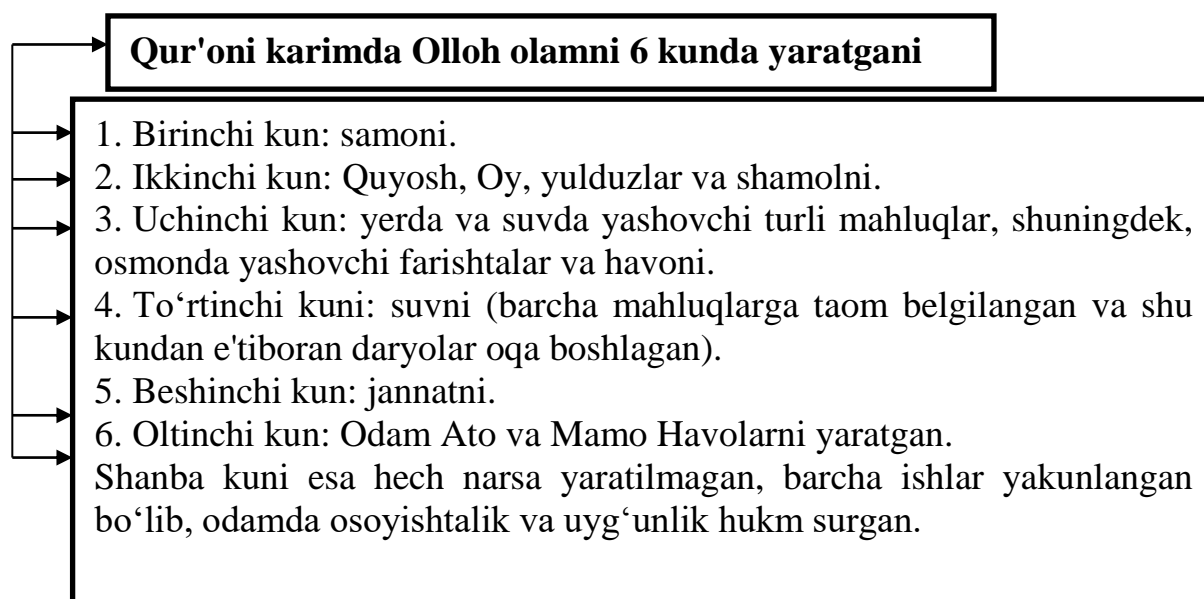 Qur'oni karimda Olloh olamni 6 kunda yaratgani
1. Birinchi kun: samoni.
2. Ikkinchi kun: Quyosh, Oy, yulduzlar va shamolni.
3. Uchinchi kun: yerda va suvda yashovchi turli mahluqlar, shuningdek,
osmonda yashovchi farishtalar va havoni.
4. To‘rtinchi kuni: suvni (barcha mahluqlarga taom belgilangan va shu
kundan e'tiboran daryolar oqa boshlagan).
5. Beshinchi kun: jannatni.
6. Oltinchi kun: Odam Ato va Mamo Havolarni yaratgan.
Shanba kuni esa hech narsa yaratilmagan, barcha ishlar yakunlangan
bo‘lib, odamda osoyishtalik va uyg‘unlik hukm surgan.